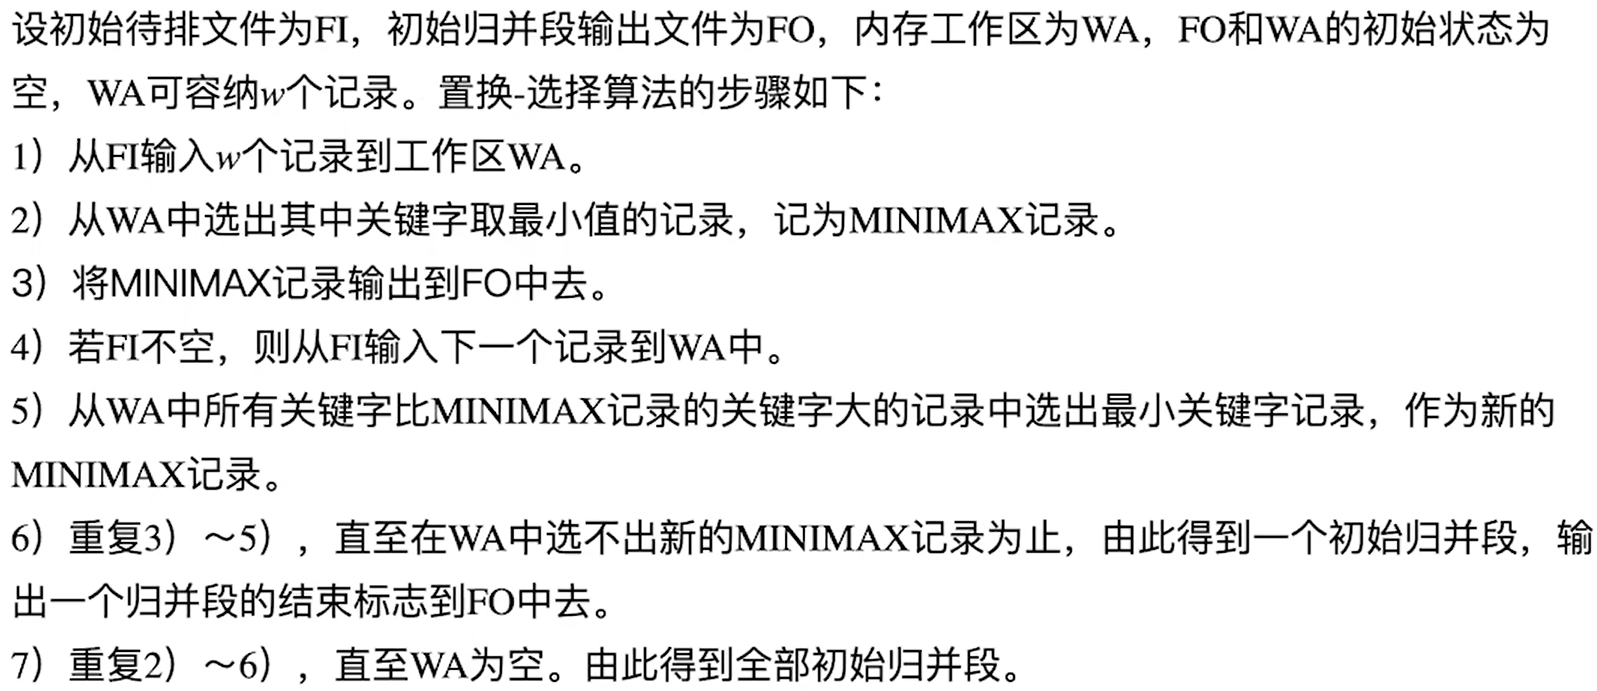 设初始待排文件为FI，初始归并段输出文件为FO，内存工作区为WA，FO和WA的初始状态为
空，WA可容纳w个记录。置换-选择算法的步骤如下：
1）从FI输入w个记录到工作区WA。
2）从WA中选出其中关键字取最小值的记录，记为MINIMAX记录。
3）将MINIMAX记录输出到FO中去。
4）若FI不空，则从FI输入下一个记录到WA中。
5）从WA中所有关键字比MINIMAX记录的关键字大的记录中选出最小关键字记录，作为新的
MINIMAX记录。
6）重复3）～5），直至在WA中选不出新的MINIMAX记录为止，由此得到一个初始归并段，输
出一个归并段的结束标志到FO中去。
7）重复2）～6），直至WA为空。由此得到全部初始归并段。